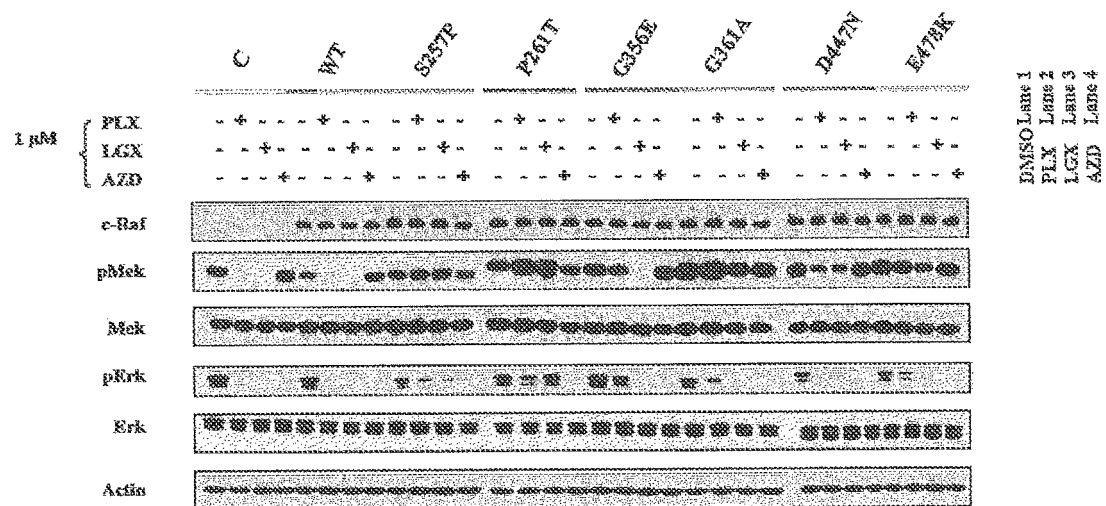 C WT S257P P261T G356E G361A D447N E478K
1 µM
PLX - + - - - + - - - + - - - + - - - + - - - + - - - + - - - + - -
LGX - - + - - - + - - - + - - - + - - - + - - - + - - - + - - - + -
AZD - - - + - - - + - - - + - - - + - - - + - - - + - - - + - - - +
DMSO Lane 1
PLX Lane 2
LGX Lane 3
AZD Lane 4
c-Raf
pMek
Mek
pErk
Erk
Actin